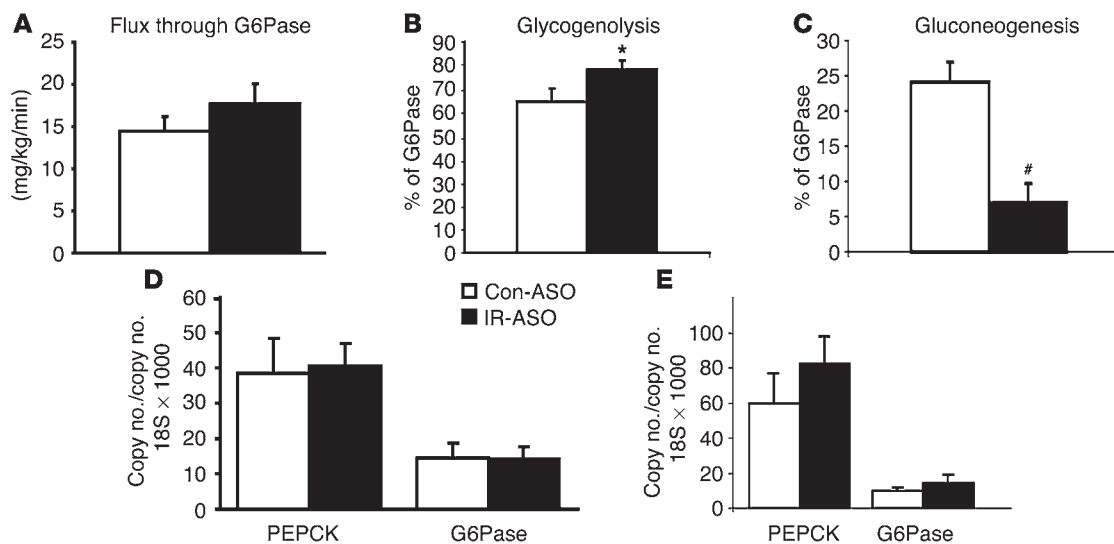 A
Flux through G6Pase
(mg/kg/min)
25
20
15
10
5
0
B
Glycogenolysis
% of G6Pase
90
80
70
60
50
40
30
20
10
0
*
C
Gluconeogenesis
% of G6Pase
30
25
20
15
10
5
0
#
D
Copy no./copy no.
18S × 1000
60
50
40
30
20
10
0
PEPCK
G6Pase
Con-ASO
IR-ASO
E
Copy no./copy no.
18S × 1000
100
80
60
40
20
0
PEPCK
G6Pase